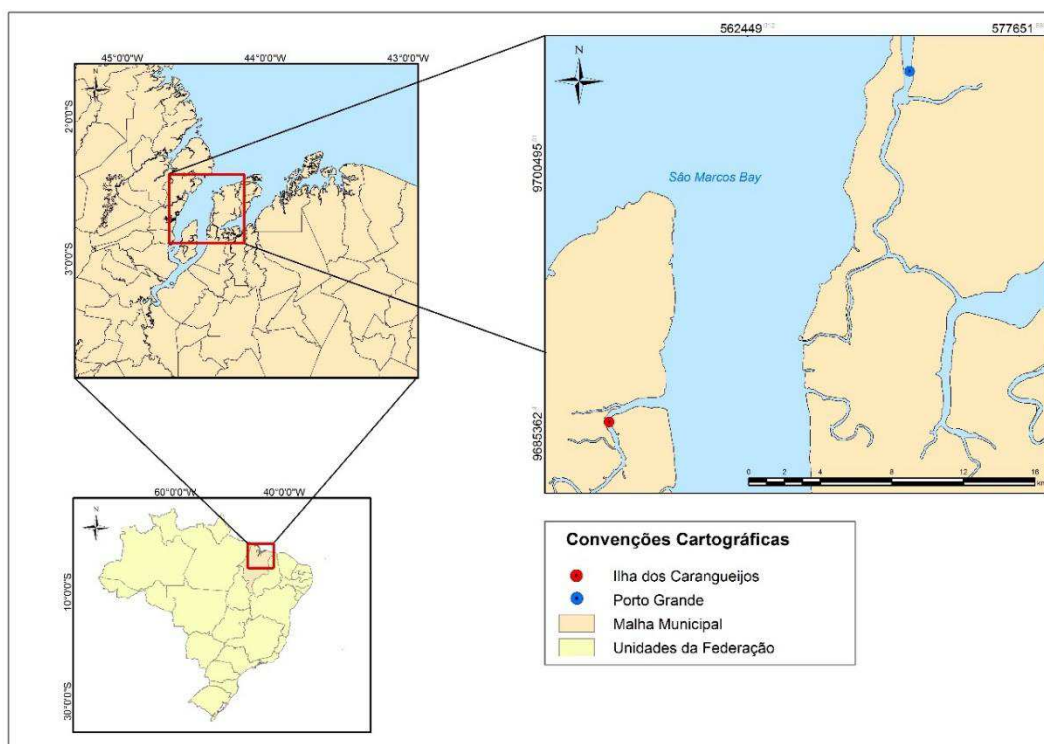 45°0'0"W 44°0'0"W 43°0'0"W
N
2°0'0"S
3°0'0"S
562449 577651
N
9700495
São Marcos Bay
9685362
0 2 4 8 12 16
km
60°0'0"W 40°0'0"W
N
10°0'0"S
30°0'0"S
Convenções Cartográficas
Ilha dos Carangueijos
Porto Grande
Malha Municipal
Unidades da Federação